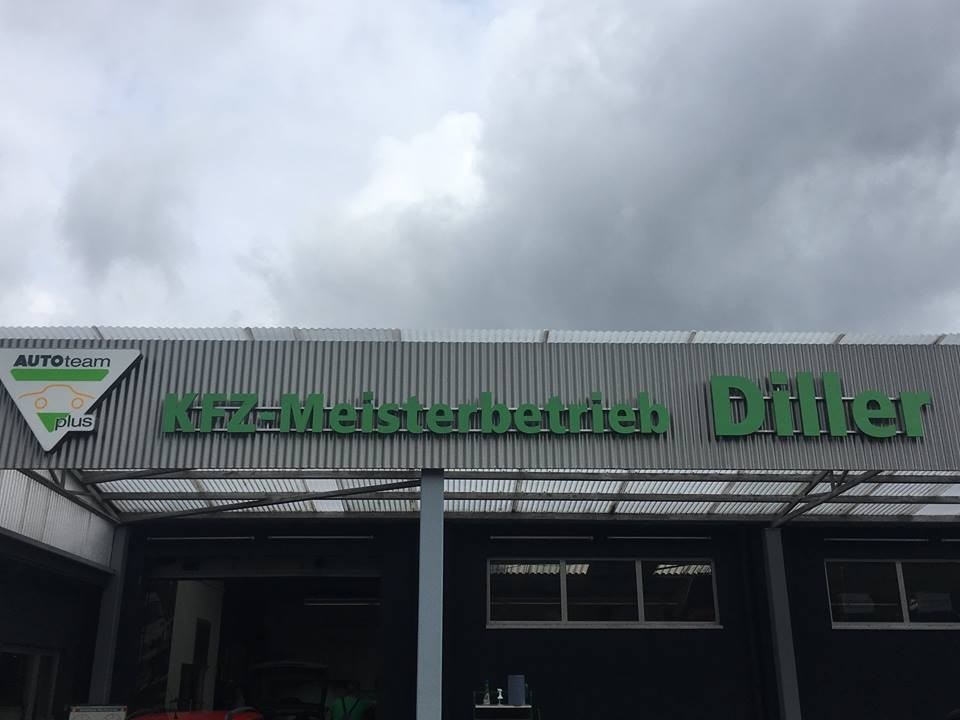 AUTOteam
plus
KFZ-Meisterbetrieb Diller